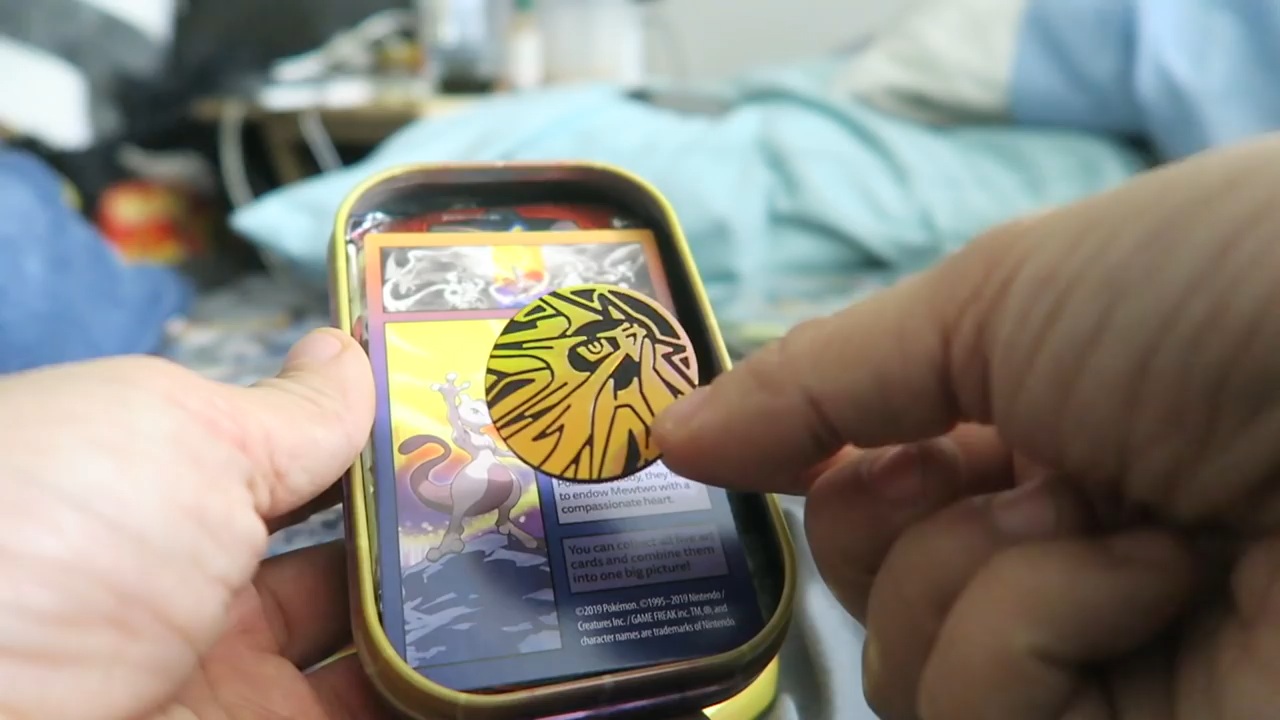 to endow Mewtwo with a
compassionate heart.
You can collect all five art
cards and combine them
into one big picture!
©2019 Pokémon. ©1995–2019 Nintendo /
Creatures Inc. / GAME FREAK inc. TM, ®, and
character names are trademarks of Nintendo.